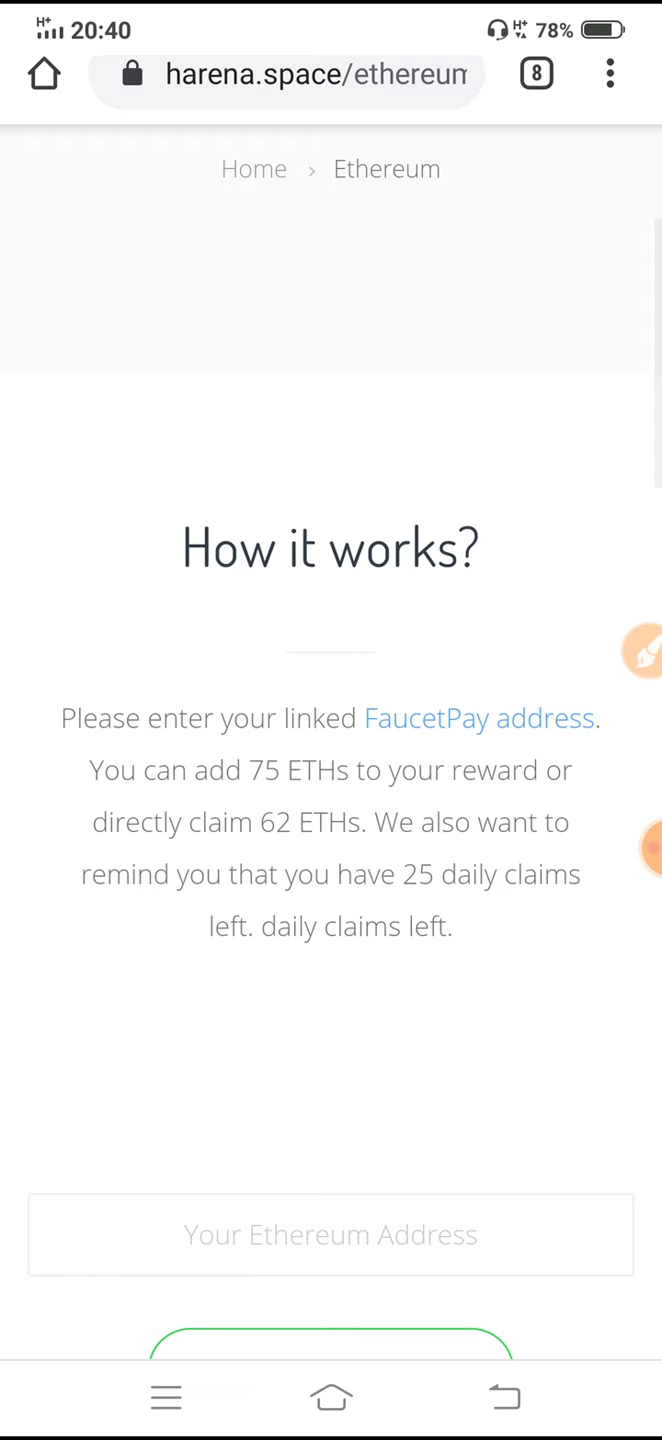 H+ 20:40 H+ 78%
harena.space/ethereum 8
Home › Ethereum
How it works?
Please enter your linked FaucetPay address.
You can add 75 ETHs to your reward or
directly claim 62 ETHs. We also want to
remind you that you have 25 daily claims
left. daily claims left.
Your Ethereum Address